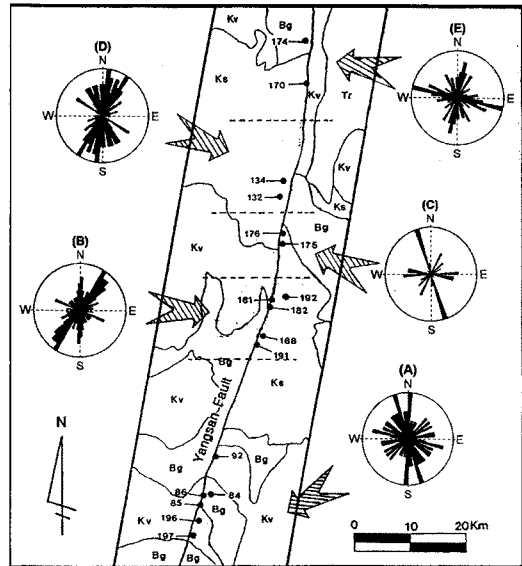 (D)
N
W
E
S
(E)
N
W
E
S
(B)
N
W
E
S
(C)
N
W
E
S
(A)
N
W
E
S
Kv
Bg
174
Ks
170
Kv
Tr
134
132
Kv
Ks
Bg
176
175
Kv
181
192
182
188
191
Bg
Kv
Ks
Yangsan-Fault
92
Bg
Bg
86
84
85
Bg
Kv
196
Kv
197
Bg
Bg
N
0 10 20Km